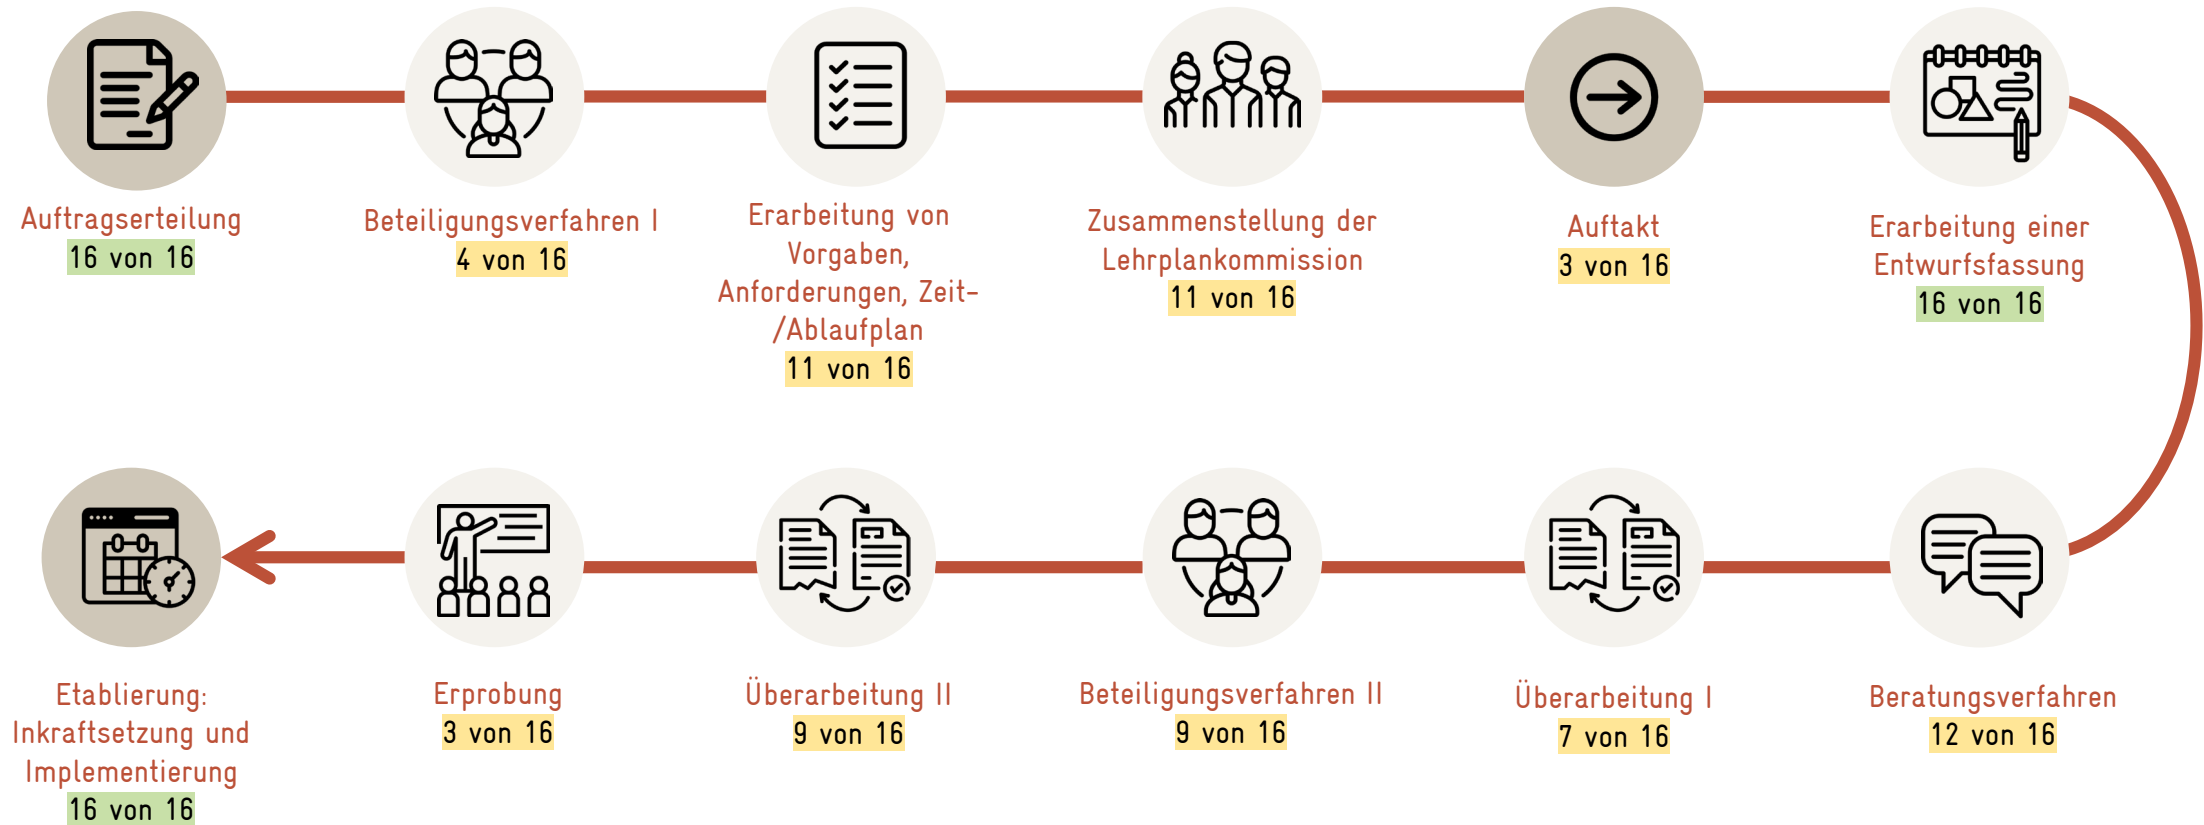 Auftragserteilung
16 von 16
Beteiligungsverfahren I
4 von 16
Erarbeitung von
Vorgaben,
Anforderungen, Zeit-
/Ablaufplan
11 von 16
Zusammenstellung der
Lehrplankommission
11 von 16
Auftakt
3 von 16
Erarbeitung einer
Entwurfsfassung
16 von 16
Beratungsverfahren
12 von 16
Überarbeitung I
7 von 16
Beteiligungsverfahren II
9 von 16
Überarbeitung II
9 von 16
Erprobung
3 von 16
Etablierung:
Inkraftsetzung und
Implementierung
16 von 16